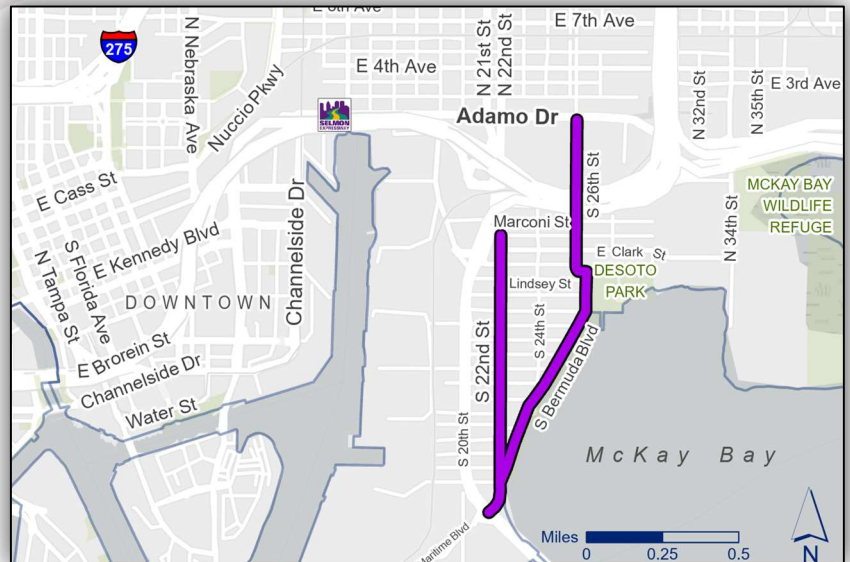 E 7th Ave
275
N Nebraska Ave
Nuccio Pkwy
E 4th Ave
N 21st St
N 22nd St
N 32nd St
N 35th St
E 3rd Ave
SELMON
EXPRESSWAY
Adamo Dr
S 26th St
E Cass St
Channelside Dr
Marconi St
N 34th St
MCKAY BAY
WILDLIFE
REFUGE
E Kennedy Blvd
S Florida Ave
N Tampa St
E Clark St
DESOTO
PARK
Lindsey St
DOWNTOWN
S 22nd St
S 24th St
S Bermuda Blvd
E Brorein St
Channelside Dr
Water St
S 20th St
McKay Bay
Maritime Blvd
Miles
0 0.25 0.5
N